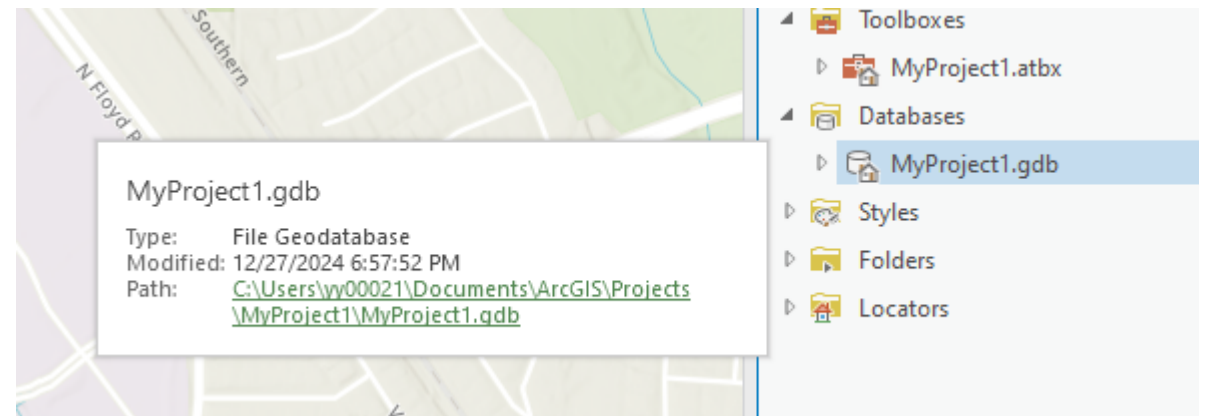 Southern
N Floyd R
MyProject1.gdb
Type: File Geodatabase
Modified: 12/27/2024 6:57:52 PM
Path: C:\Users\yy00021\Documents\ArcGIS\Projects
\MyProject1\MyProject1.gdb
Toolboxes
MyProject1.atbx
Databases
MyProject1.gdb
Styles
Folders
Locators